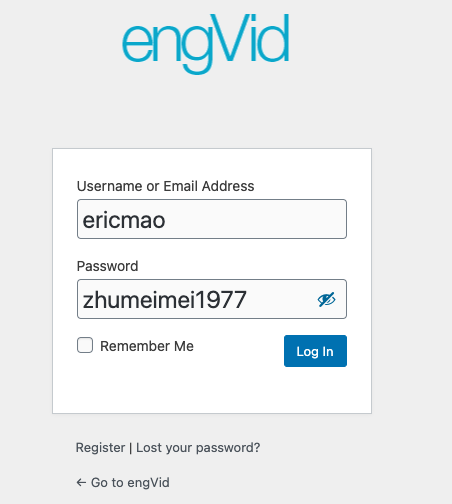 engVid
Username or Email Address
ericmao
Password
zhumeimei1977
Remember Me
Log In
Register | Lost your password?
← Go to engVid